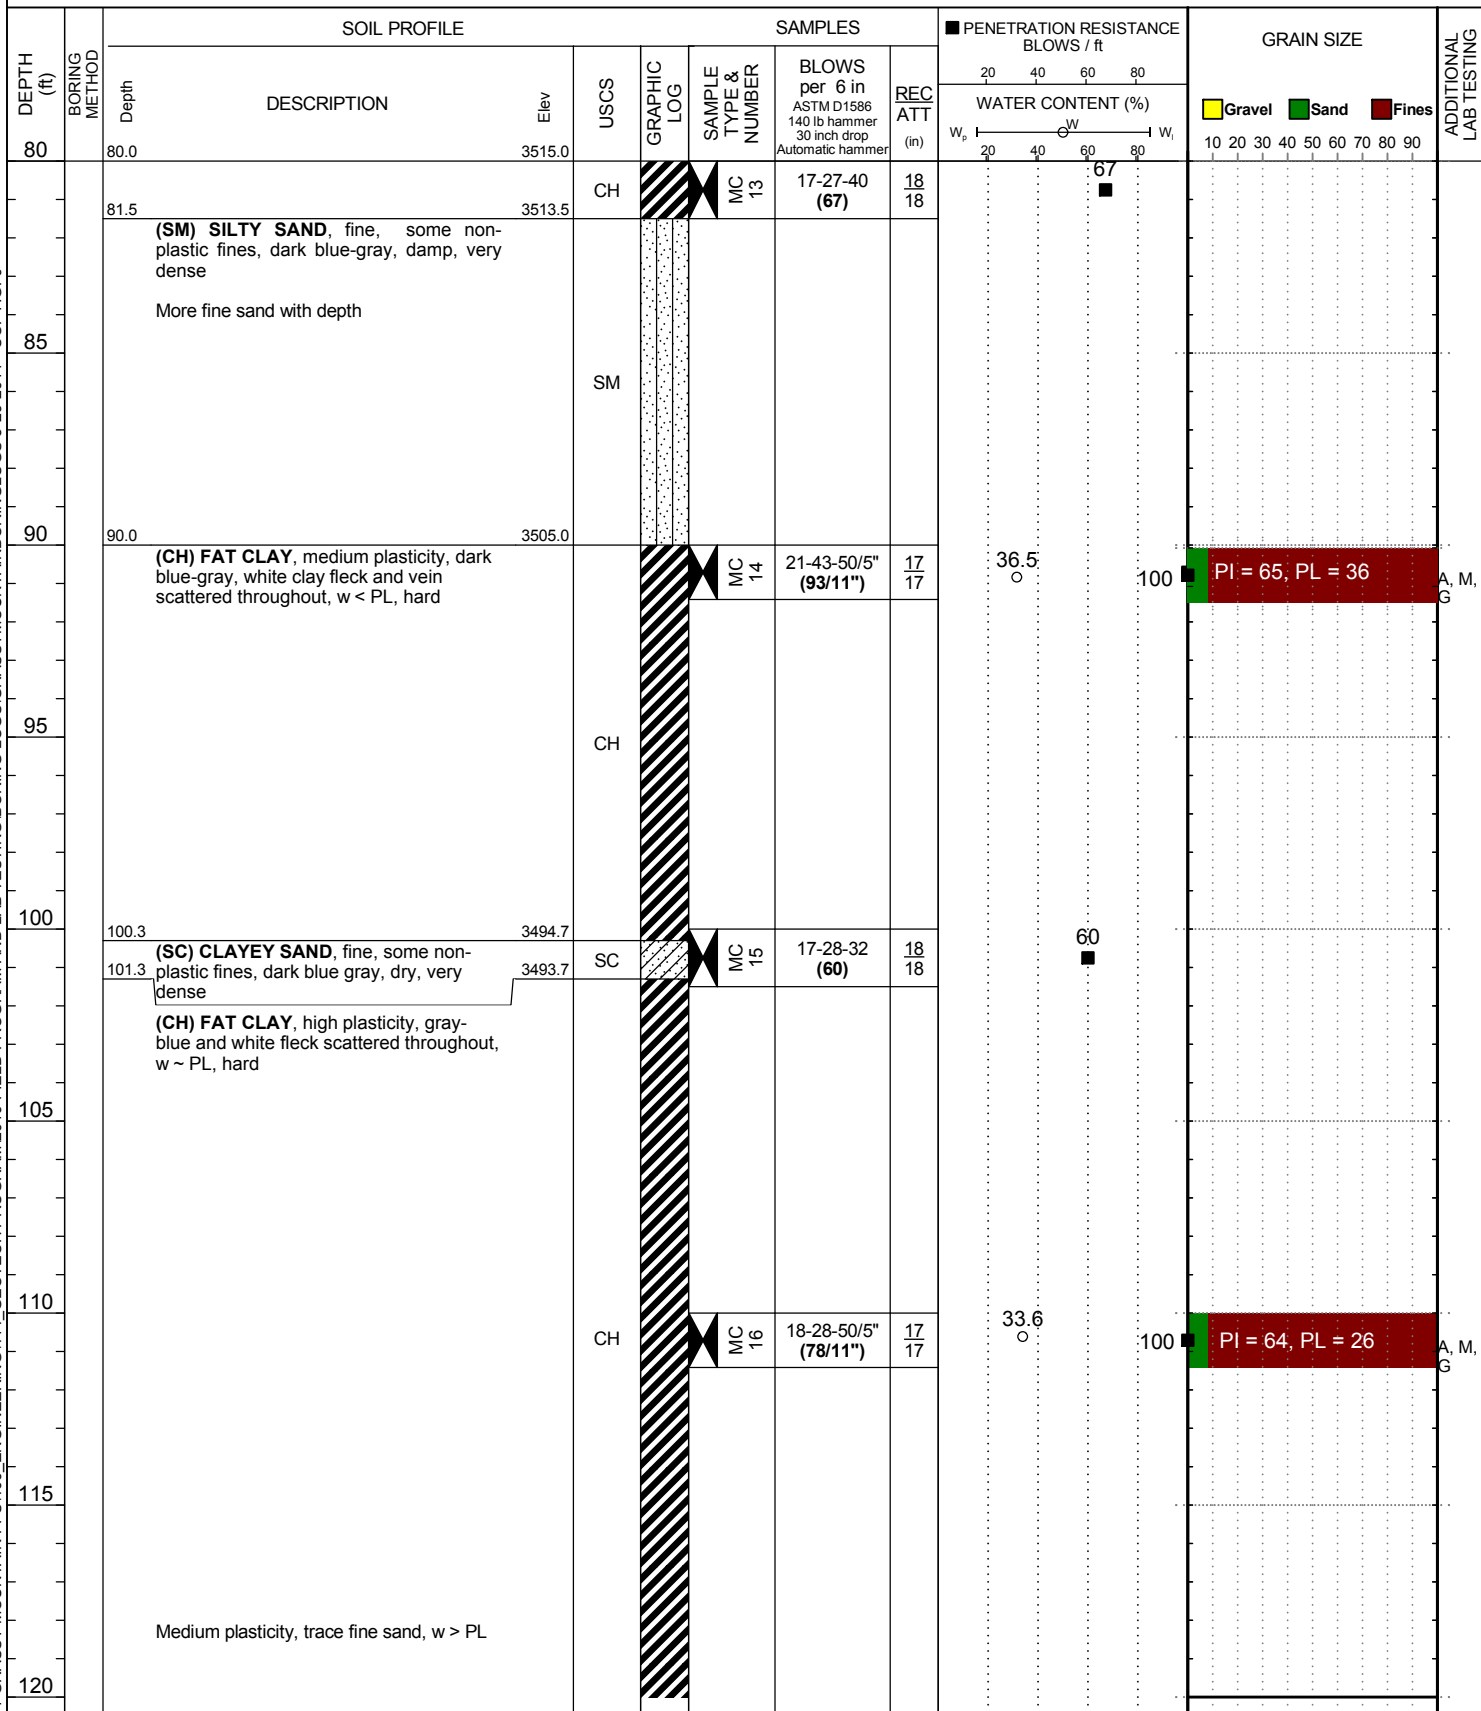 SOIL PROFILE
SAMPLES
■ PENETRATION RESISTANCE
BLOWS / ft
20 40 60 80
WATER CONTENT (%)
Wp W Wl
20 40 60 80
GRAIN SIZE
Gravel Sand Fines
10 20 30 40 50 60 70 80 90
ADDITIONAL
LAB TESTING
DEPTH
(ft)
BORING
METHOD
Depth
DESCRIPTION
Elev
USCS
GRAPHIC
LOG
SAMPLE
TYPE &
NUMBER
BLOWS
per 6 in
ASTM D1586
140 lb hammer
30 inch drop
Automatic hammer
REC
ATT
(in)
80
80.0
3515.0
CH
MC
13
17-27-40
(67)
18
18
67
81.5
3513.5
(SM) SILTY SAND, fine, some non-
plastic fines, dark blue-gray, damp, very
dense
More fine sand with depth
85
SM
90
90.0
3505.0
(CH) FAT CLAY, medium plasticity, dark
blue-gray, white clay fleck and vein
scattered throughout, w < PL, hard
MC
14
21-43-50/5"
(93/11")
17
17
36.5
100
PI = 65, PL = 36
A, M,
G
95
CH
100
100.3
3494.7
(SC) CLAYEY SAND, fine, some non-
plastic fines, dark blue gray, dry, very
dense
101.3
3493.7
SC
MC
15
17-28-32
(60)
18
18
60
(CH) FAT CLAY, high plasticity, gray-
blue and white fleck scattered throughout,
w ~ PL, hard
105
110
CH
MC
16
18-28-50/5"
(78/11")
17
17
33.6
100
PI = 64, PL = 26
A, M,
G
115
Medium plasticity, trace fine sand, w > PL
120